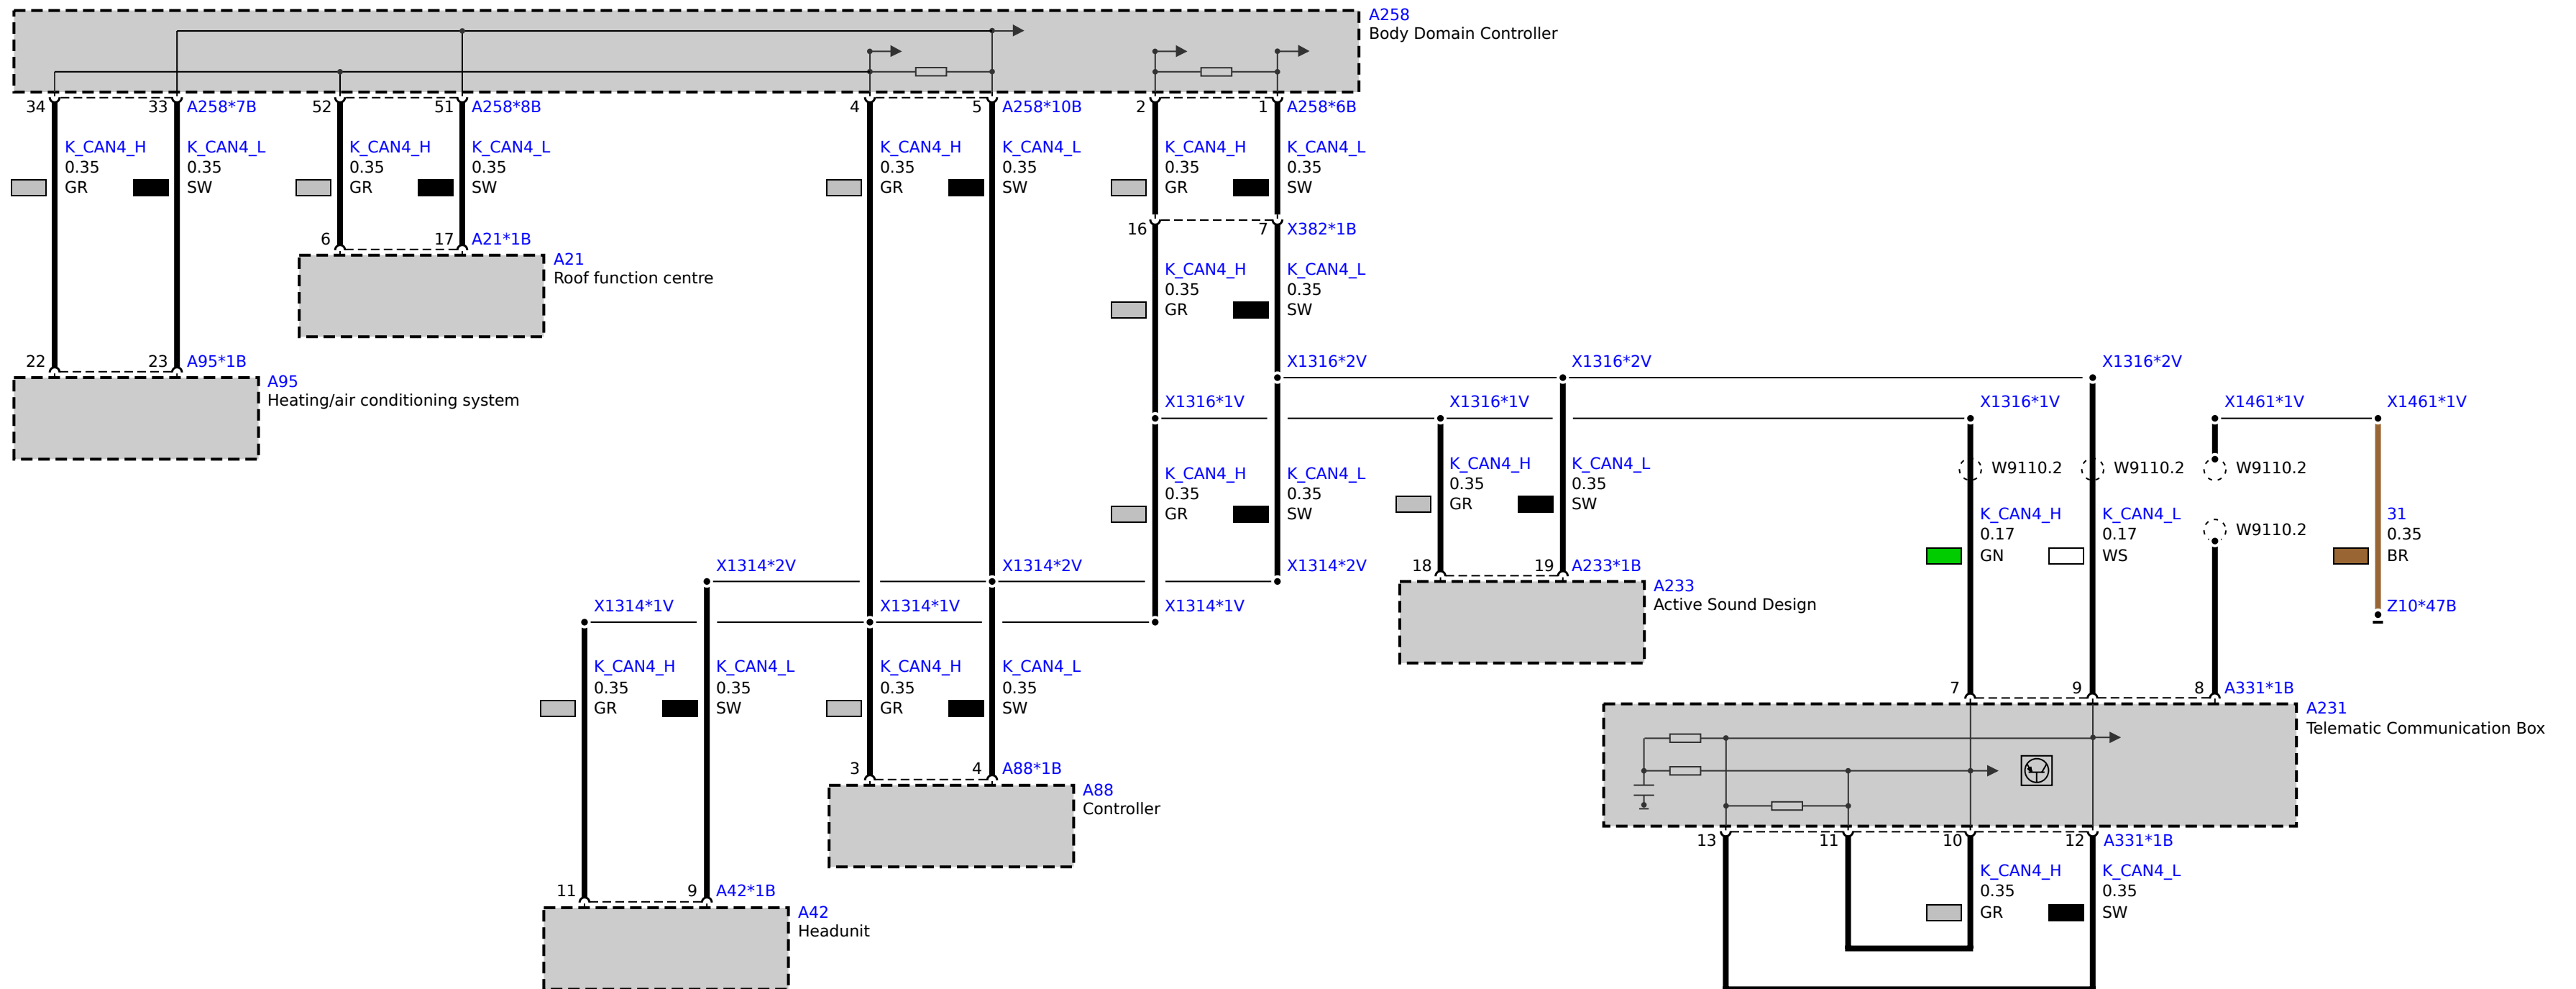 A258
Body Domain Controller
34
33
A258*7B
52
51
A258*8B
4
5
A258*10B
2
1
A258*6B
K_CAN4_H
0.35
GR
K_CAN4_L
0.35
SW
K_CAN4_H
0.35
GR
K_CAN4_L
0.35
SW
K_CAN4_H
0.35
GR
K_CAN4_L
0.35
SW
K_CAN4_H
0.35
GR
K_CAN4_L
0.35
SW
6
17
A21*1B
A21
Roof function centre
16
7
X382*1B
K_CAN4_H
0.35
GR
K_CAN4_L
0.35
SW
22
23
A95*1B
A95
Heating/air conditioning system
X1316*2V
X1316*2V
X1316*2V
X1316*1V
X1316*1V
X1316*1V
X1461*1V
X1461*1V
K_CAN4_H
0.35
GR
K_CAN4_L
0.35
SW
K_CAN4_H
0.35
GR
K_CAN4_L
0.35
SW
W9110.2
W9110.2
W9110.2
W9110.2
K_CAN4_H
0.17
GN
K_CAN4_L
0.17
WS
31
0.35
BR
X1314*2V
X1314*2V
X1314*2V
18
19
A233*1B
A233
Active Sound Design
X1314*1V
X1314*1V
X1314*1V
Z10*47B
K_CAN4_H
0.35
GR
K_CAN4_L
0.35
SW
K_CAN4_H
0.35
GR
K_CAN4_L
0.35
SW
7
9
8
A331*1B
A231
Telematic Communication Box
3
4
A88*1B
A88
Controller
13
11
10
12
A331*1B
K_CAN4_H
0.35
GR
K_CAN4_L
0.35
SW
11
9
A42*1B
A42
Headunit